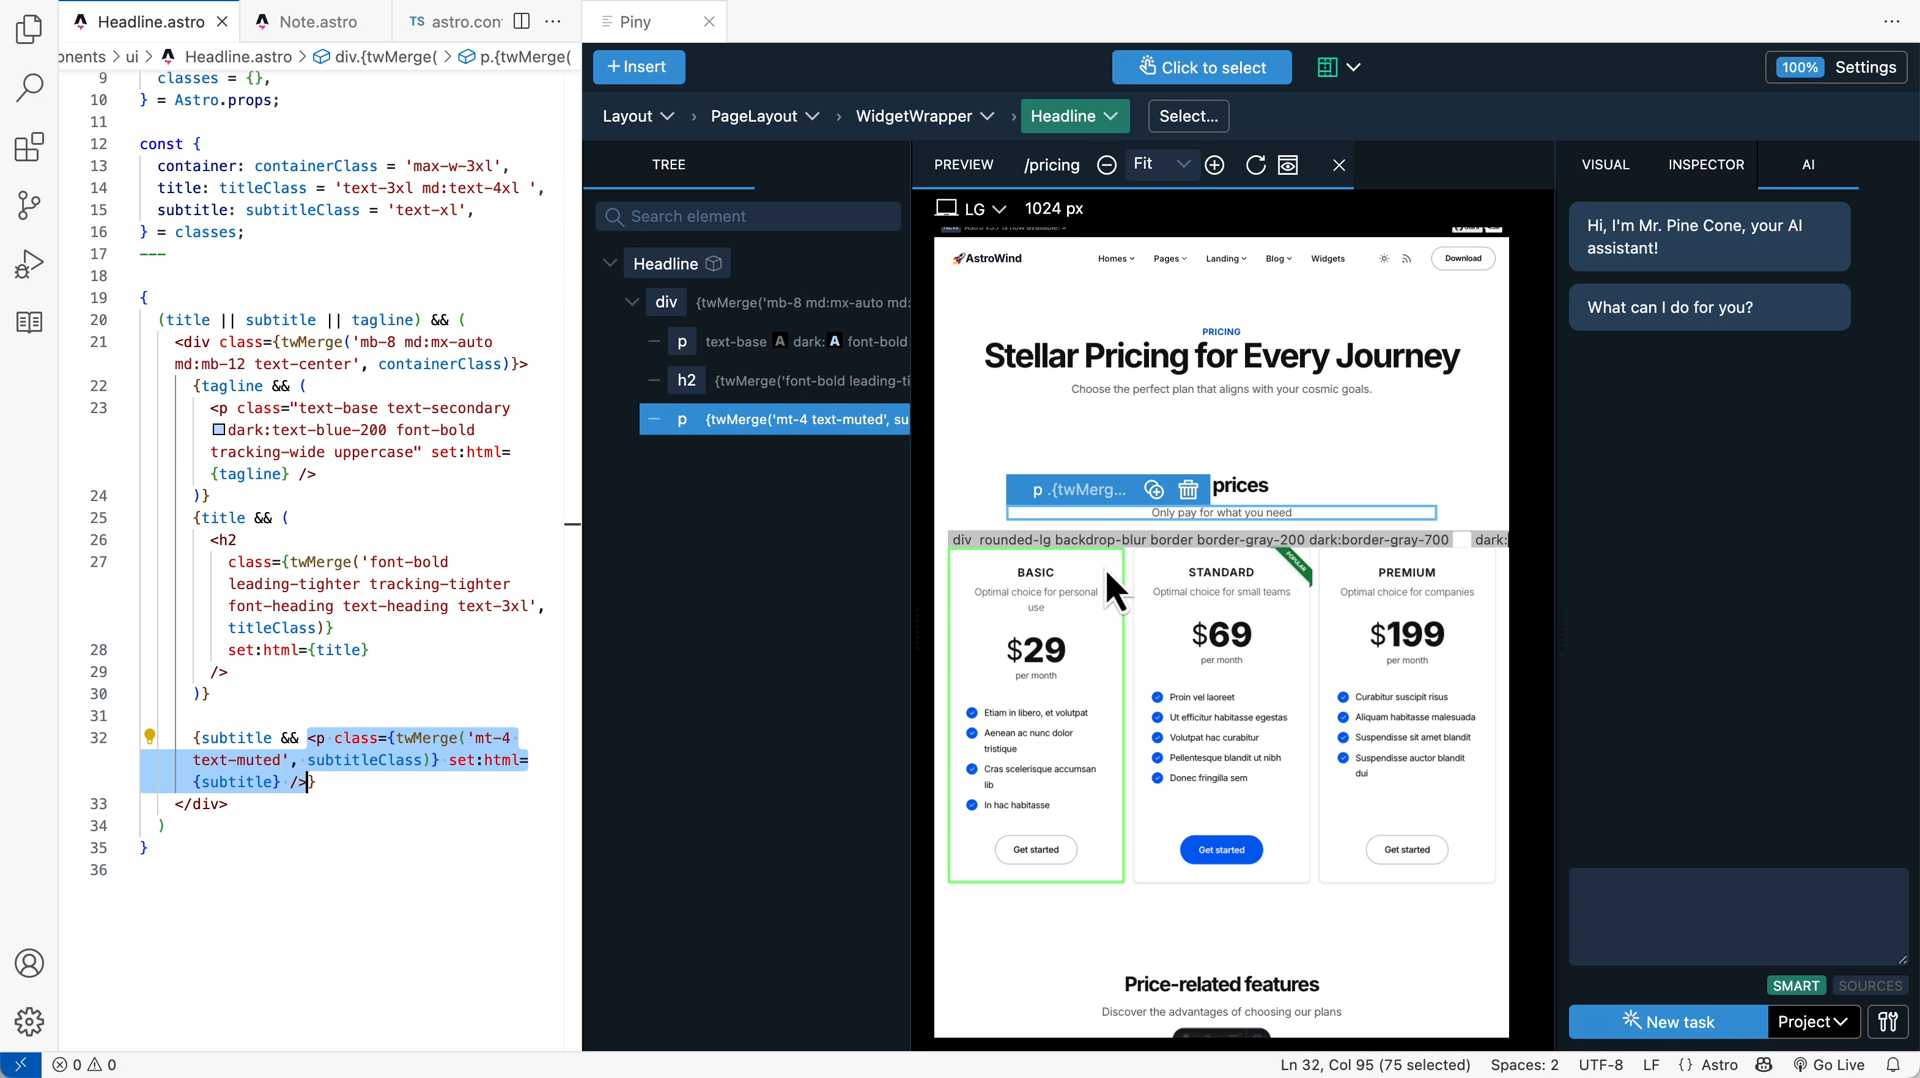 Headline.astro
Note.astro
TS astro.con
Piny
onents > ui > Headline.astro > div.{twMerge( > p.{twMerge(
9 classes = {},
10 } = Astro.props;
11
12 const {
13 container: containerClass = 'max-w-3xl',
14 title: titleClass = 'text-3xl md:text-4xl ',
15 subtitle: subtitleClass = 'text-xl',
16 } = classes;
17 ---
18
19 {
20 (title || subtitle || tagline) && (
21 <div class={twMerge('mb-8 md:mx-auto
md:mb-12 text-center', containerClass)}>
22 {tagline && (
23 <p class="text-base text-secondary
dark:text-blue-200 font-bold
tracking-wide uppercase" set:html=
{tagline} />
24 )}
25 {title && (
26 <h2
27 class={twMerge('font-bold
leading-tighter tracking-tighter
font-heading text-heading text-3xl',
titleClass)}
28 set:html={title}
29 />
30 )}
31
32 {subtitle && <p class={twMerge('mt-4
text-muted', subtitleClass)} set:html=
{subtitle} />}
33 </div>
34 )
35 }
36
+ Insert
Click to select
100% Settings
Layout > PageLayout > WidgetWrapper > Headline Select...
TREE
Search element
Headline
div {twMerge('mb-8 md:mx-auto md:
p text-base A dark: A font-bold
h2 {twMerge('font-bold leading-ti
p {twMerge('mt-4 text-muted', su
PREVIEW /pricing Fit
LG 1024 px
AstroWind
Homes Pages Landing Blog Widgets Download
PRICING
Stellar Pricing for Every Journey
Choose the perfect plan that aligns with your cosmic goals.
p .{twMerg... prices
Only pay for what you need
div rounded-lg backdrop-blur border border-gray-200 dark:border-gray-700 dark:
BASIC
Optimal choice for personal
use
$29
per month
Etiam in libero, et volutpat
Aenean ac nunc dolor
tristique
Cras scelerisque accumsan
lib
In hac habitasse
Get started
POPULAR
STANDARD
Optimal choice for small teams
$69
per month
Proin vel laoreet
Ut efficitur habitasse egestas
Volutpat hac curabitur
Pellentesque blandit ut nibh
Donec fringilla sem
Get started
PREMIUM
Optimal choice for companies
$199
per month
Curabitur suscipit risus
Aliquam habitasse malesuada
Suspendisse sit amet blandit
Suspendisse auctor blandit
dui
Get started
Price-related features
Discover the advantages of choosing our plans
VISUAL INSPECTOR AI
Hi, I'm Mr. Pine Cone, your AI
assistant!
What can I do for you?
SMART SOURCES
New task Project
0 0
Ln 32, Col 95 (75 selected) Spaces: 2 UTF-8 LF {} Astro Go Live